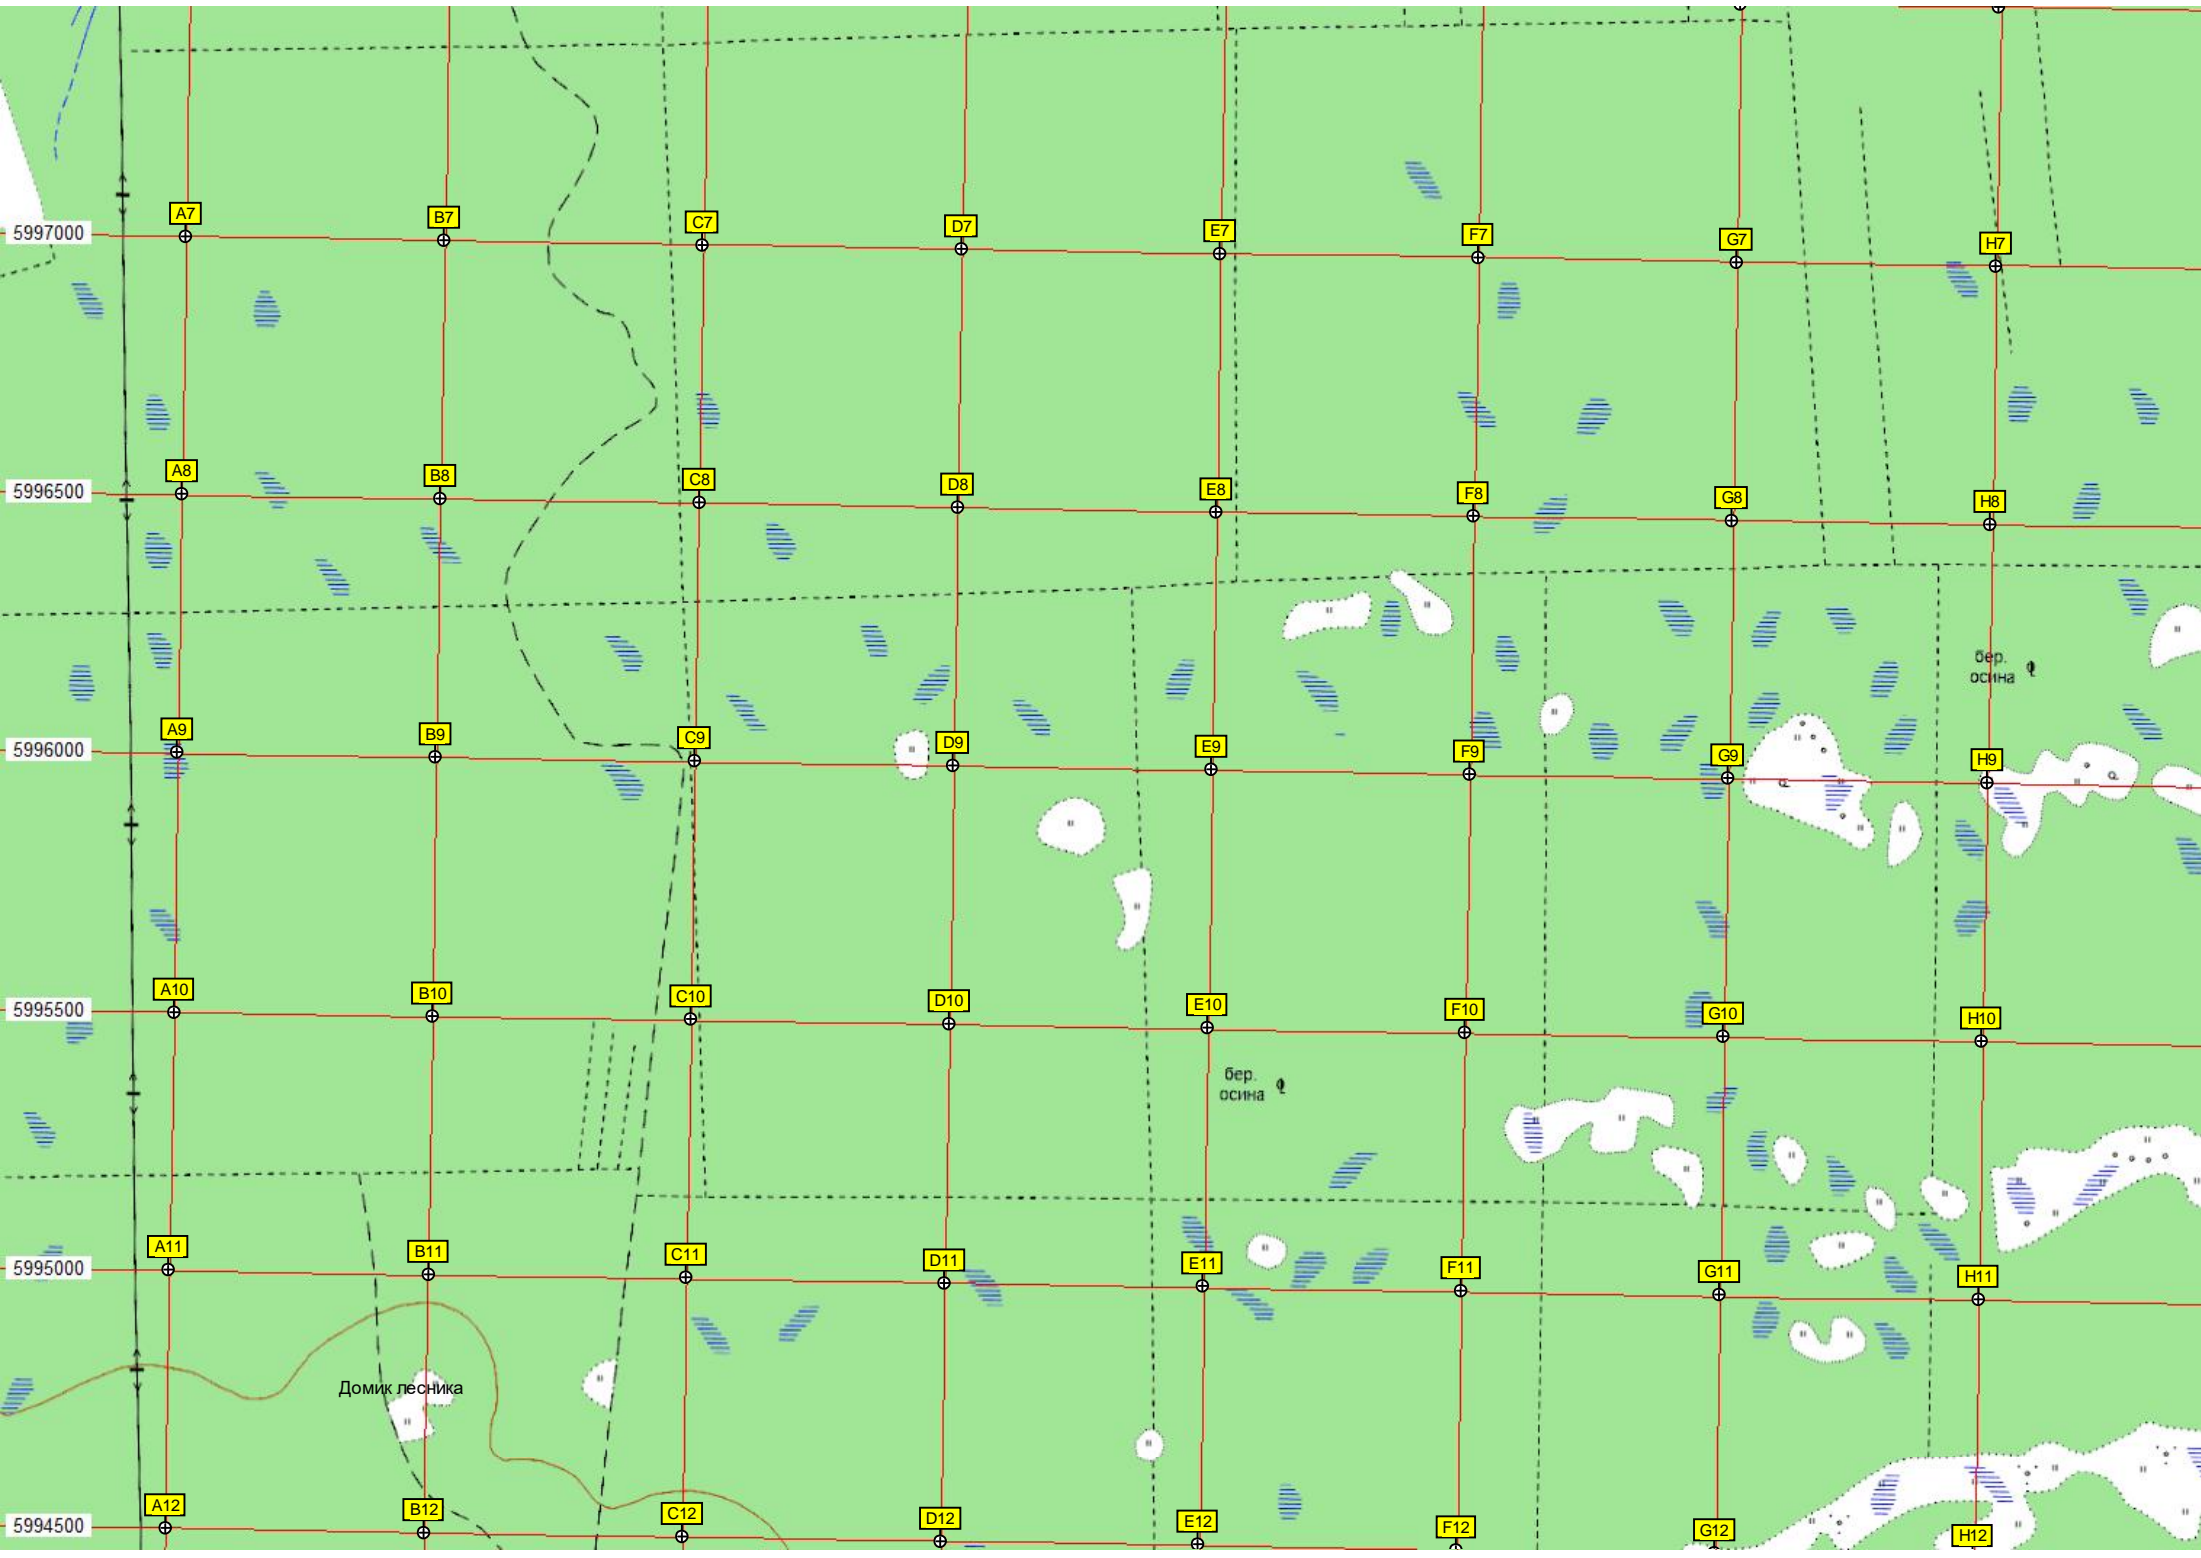 A7 B7 C7 D7 E7 F7 G7 H7
5997000
A8 B8 C8 D8 E8 F8 G8 H8
5996500
бер.
осина
A9 B9 C9 D9 E9 F9 G9 H9
5996000
A10 B10 C10 D10 E10 F10 G10 H10
5995500
бер.
осина
A11 B11 C11 D11 E11 F11 G11 H11
5995000
Домик лесника
A12 B12 C12 D12 E12 F12 G12 H12
5994500